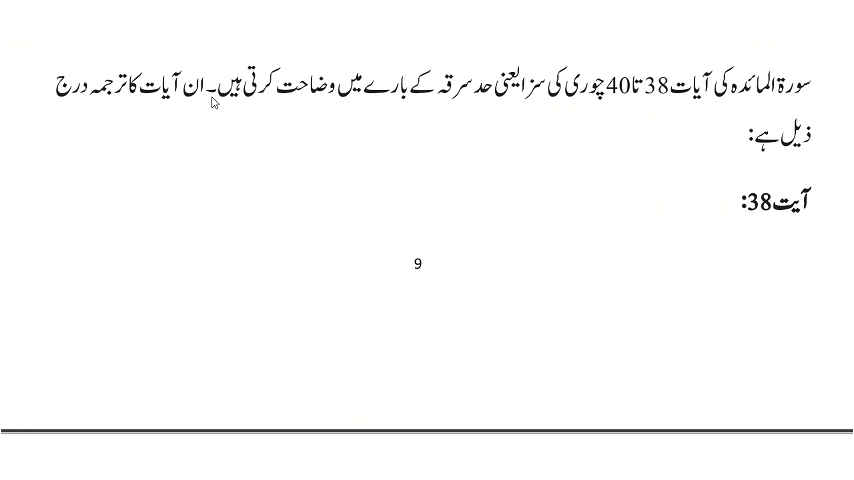 سورۃ المائدہ کی آیات 38 تا 40 چوری کی سزا یعنی حد سرقہ کے بارے میں وضاحت کرتی ہیں۔ ان آیات کا ترجمہ درج
ذیل ہے:
آیت 38:
9